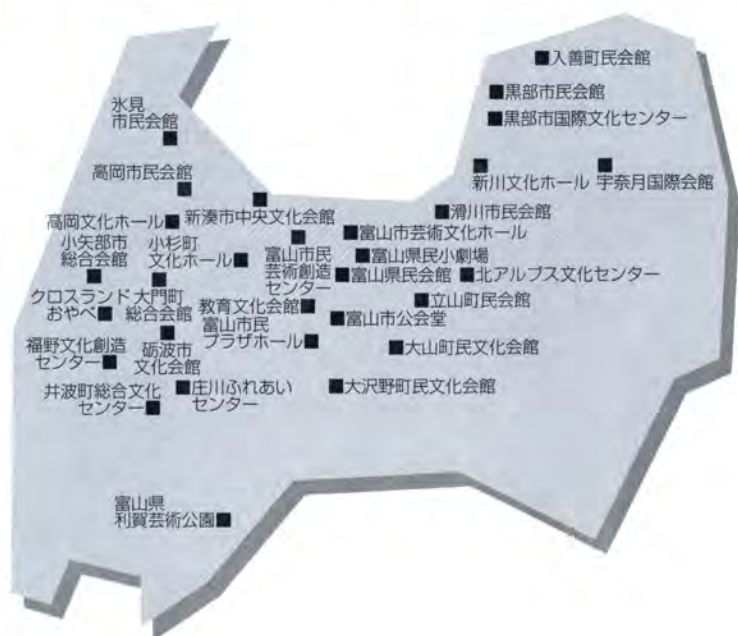 ■入善町民会館
■黒部市民会館
■黒部市国際文化センター
氷見
市民会館
■
高岡市民会館
■
■
新川文化ホール
■
宇奈月国際会館
■
新湊市中央文化会館
■滑川市民会館
高岡文化ホール■
■富山市芸術文化ホール
小矢部市
総合会館
■
小杉町
文化ホール■
■
富山市民
芸術創造
センター
■富山県民小劇場
■富山県民会館
■北アルプス文化センター
クロスランド
おやべ■
■
大門町
総合会館
教育文化会館■
■立山町民会館
富山市民
プラザホール■
■富山市公会堂
福野文化創造
センター■
■
砺波市
文化会館
■大山町民文化会館
井波町総合文化
センター■
■庄川ふれあい
センター
■大沢野町民文化会館
富山県
利賀芸術公園■